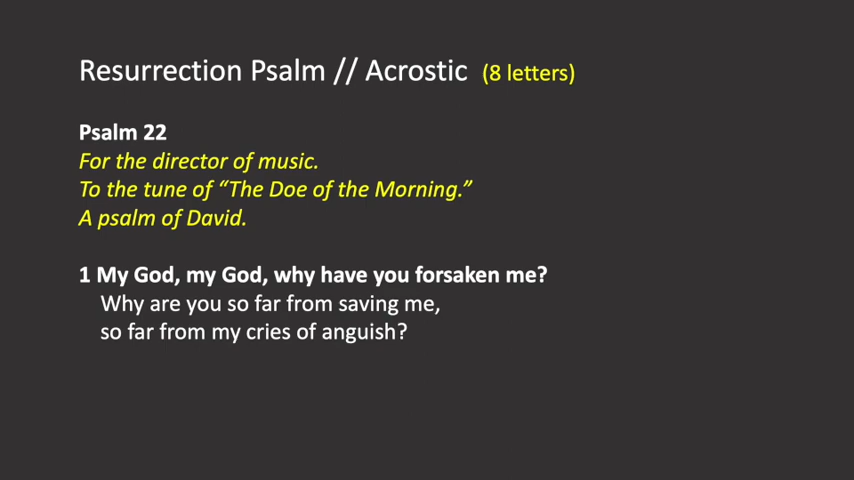 Resurrection Psalm // Acrostic (8 letters)
Psalm 22
For the director of music.
To the tune of “The Doe of the Morning.”
A psalm of David.
1 My God, my God, why have you forsaken me?
Why are you so far from saving me,
so far from my cries of anguish?